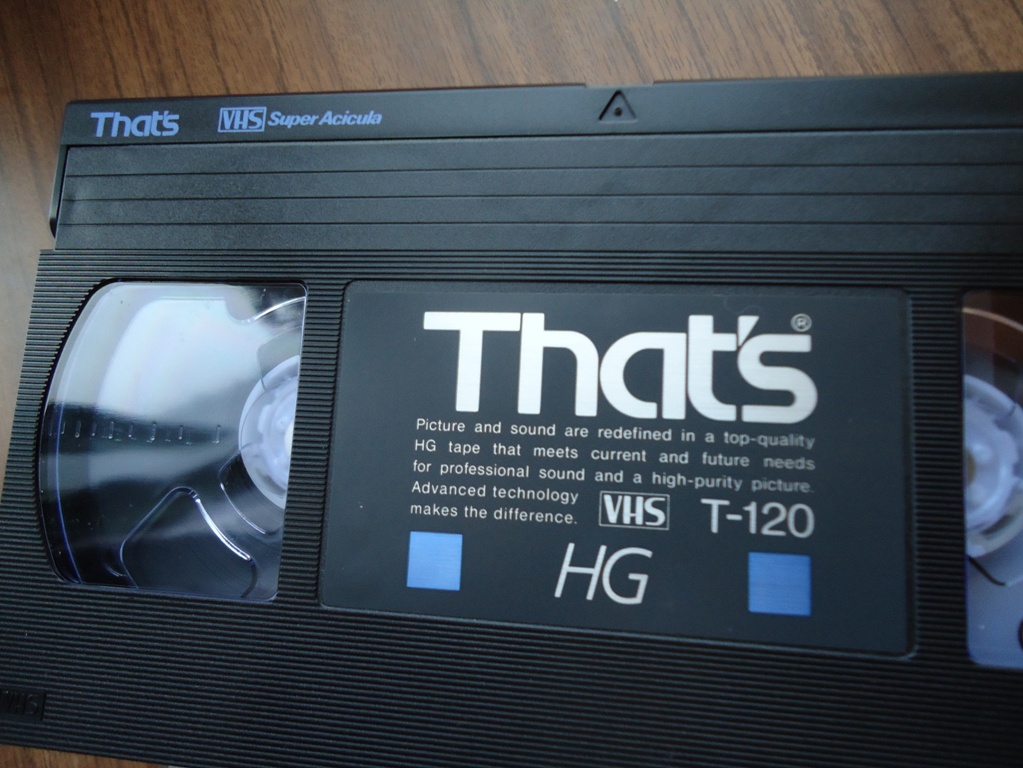 That's VHS Super Acicula
That's®
Picture and sound are redefined in a top-quality
HG tape that meets current and future needs
for professional sound and a high-purity picture.
Advanced technology
makes the difference. VHS T-120
HG
VHS